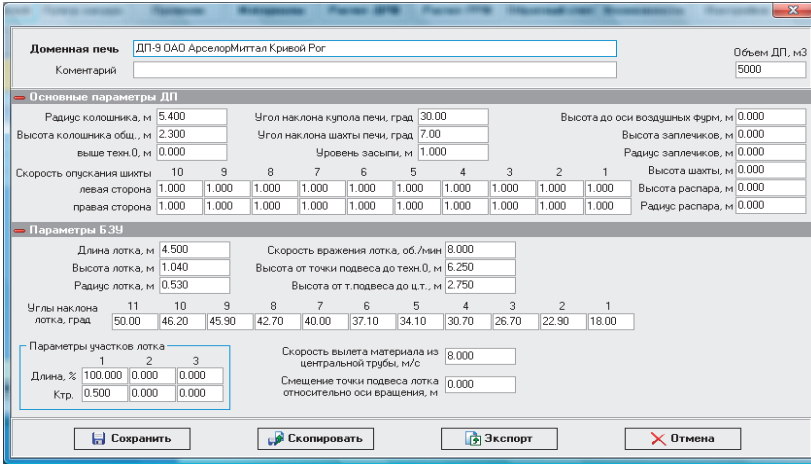 Доменная печь ДП-9 ОАО АрселорМиттал Кривой Рог Объем ДП, м3
Коментарий 5000
Основные параметры ДП
Радиус колошника, м 5.400 Угол наклона купола печи, град 30.00 Высота до оси воздушных фурм, м 0.000
Высота колошника общ., м 2.300 Угол наклона шахты печи, град 7.00 Высота заплечиков, м 0.000
выше техн.0, м 0.000 Уровень засыпи, м 1.000 Радиус заплечиков, м 0.000
Скорость опускания шихты 10 9 8 7 6 5 4 3 2 1 Высота шахты, м 0.000
левая сторона 1.000 1.000 1.000 1.000 1.000 1.000 1.000 1.000 1.000 1.000 Высота распара, м 0.000
правая сторона 1.000 1.000 1.000 1.000 1.000 1.000 1.000 1.000 1.000 1.000 Радиус распара, м 0.000
Параметры БЗУ
Длина лотка, м 4.500 Скорость вражения лотка, об./мин 8.000
Высота лотка, м 1.040 Высота от точки подвеса до техн.0, м 6.250
Радиус лотка, м 0.530 Высота от т.подвеса до ц.т., м 2.750
Углы наклона 11 10 9 8 7 6 5 4 3 2 1
лотка, град 50.00 46.20 45.90 42.70 40.00 37.10 34.10 30.70 26.70 22.90 18.00
Параметры участков лотка
1 2 3
Длина, % 100.000 0.000 0.000
Kтр. 0.500 0.000 0.000
Скорость вылета материала из
центральной трубы, м/с 8.000
Смещение точки подвеса лотка
относительно оси вращения, м 0.000
Сохранить Скопировать Экспорт Отмена